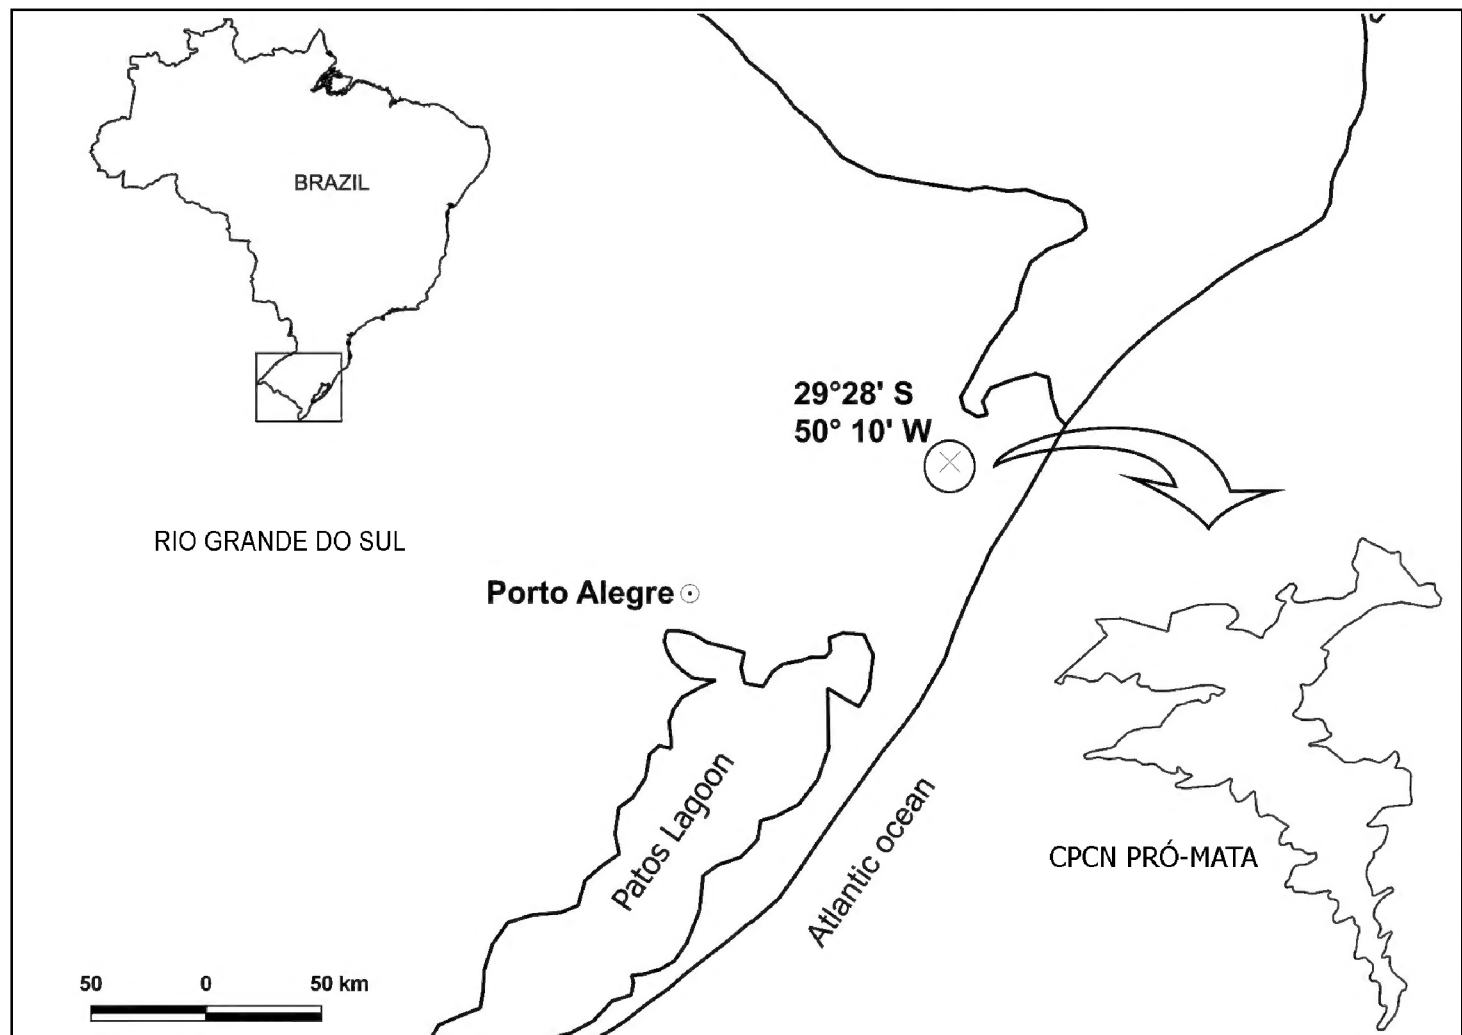 BRAZIL
29°28' S
50° 10' W
RIO GRANDE DO SUL
Porto Alegre
Patos Lagoon
Atlantic ocean
CPCN PRÓ-MATA
50 0 50 km